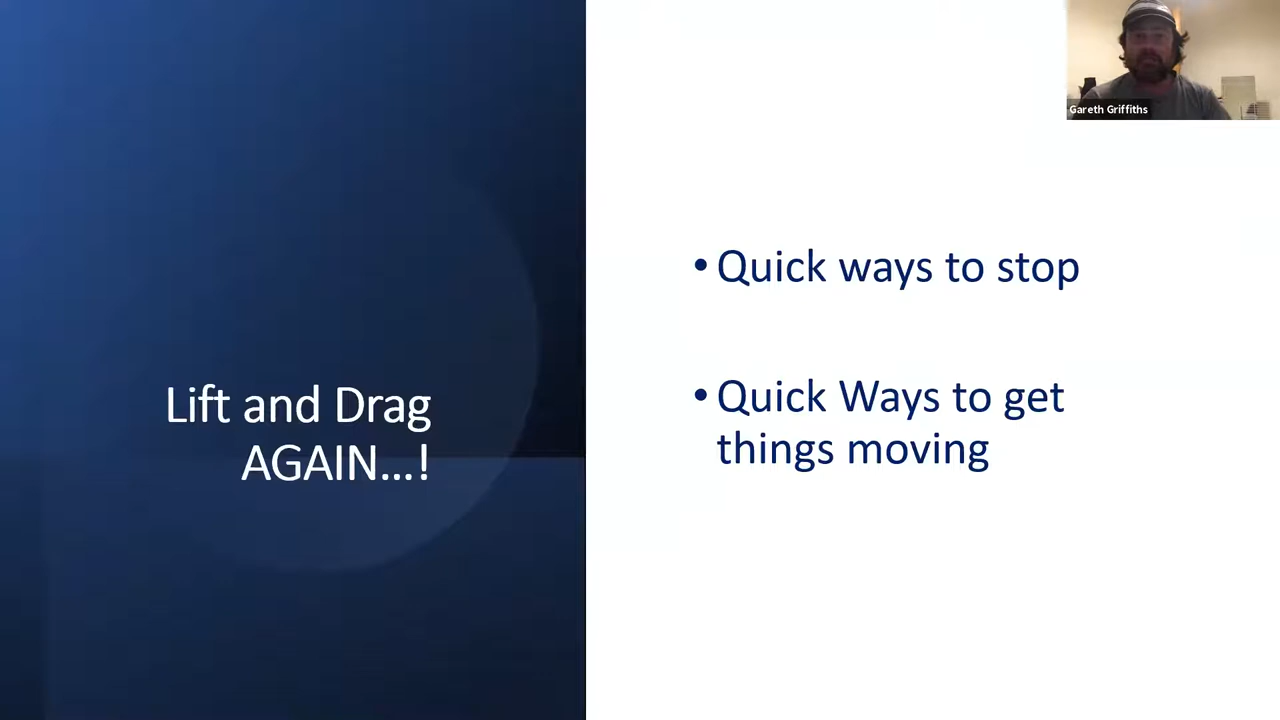 Gareth Griffiths
Lift and Drag
AGAIN...!
• Quick ways to stop
• Quick Ways to get
things moving